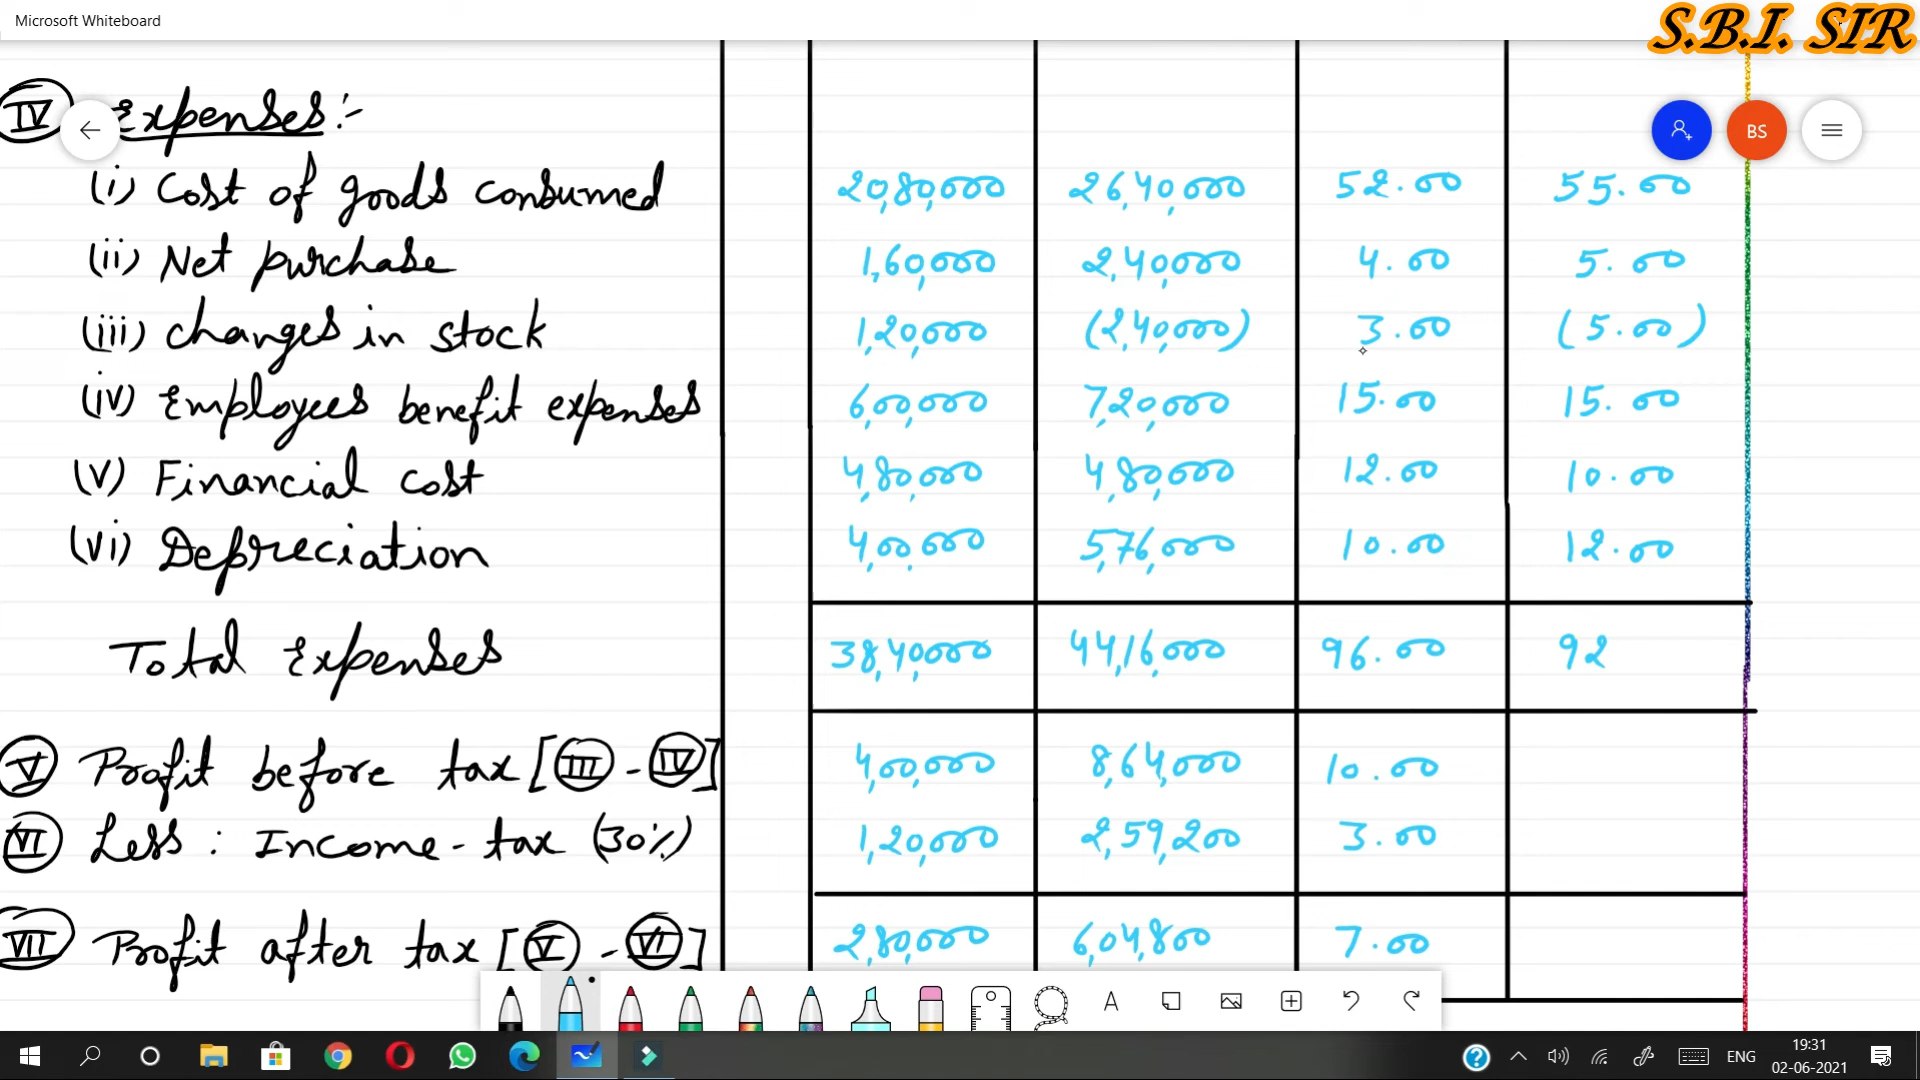 Microsoft Whiteboard
S.B.I. SIR
BS
IV Expenses :-
(i) Cost of goods consumed 20,80,000 26,40,000 52.00 55.00
(ii) Net purchase 1,60,000 2,40,000 4.00 5.00
(iii) changes in stock 1,20,000 (2,40,000) 3.00 (5.00)
(iv) Employees benefit expenses 6,00,000 7,20,000 15.00 15.00
(v) Financial cost 4,80,000 4,80,000 12.00 10.00
(vi) Depreciation 4,00,000 5,76,000 10.00 12.00
Total Expenses 38,40,000 44,16,000 96.00 92
V Profit before tax [III - IV] 4,00,000 8,64,000 10.00
VI Less : Income-tax (30%) 1,20,000 2,59,200 3.00
VII Profit after tax [V - VI] 2,80,000 6,04,800 7.00
ENG
19:31
02-06-2021